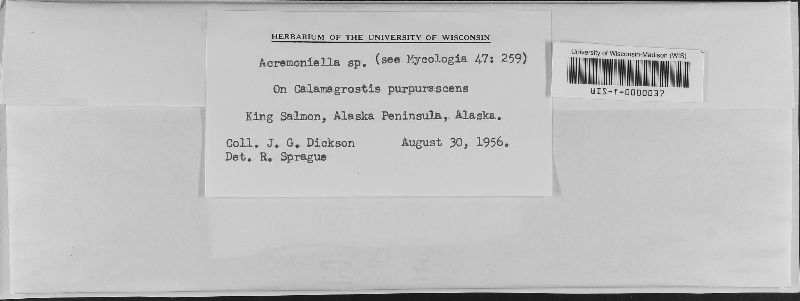 HERBARIUM OF THE UNIVERSITY OF WISCONSIN
Acremoniella sp. (see Mycologia 47: 259)
On Calamagrostis purpurascens
King Salmon, Alaska Peninsula, Alaska.
Coll. J. G. Dickson August 30, 1956.
Det. R. Sprague
University of Wisconsin-Madison (WIS)
WIS-f-0000037